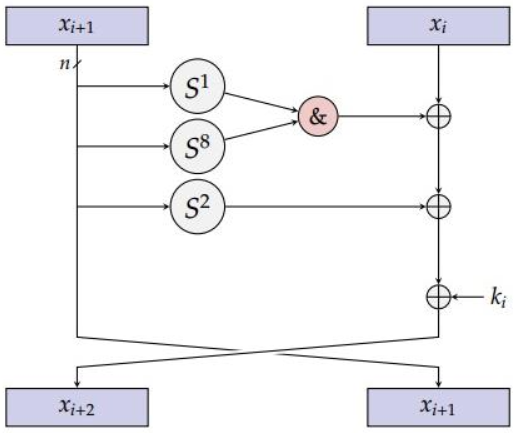 x_{i+1} x_i
n
S^1
&
S^8
S^2
k_i
x_{i+2} x_{i+1}